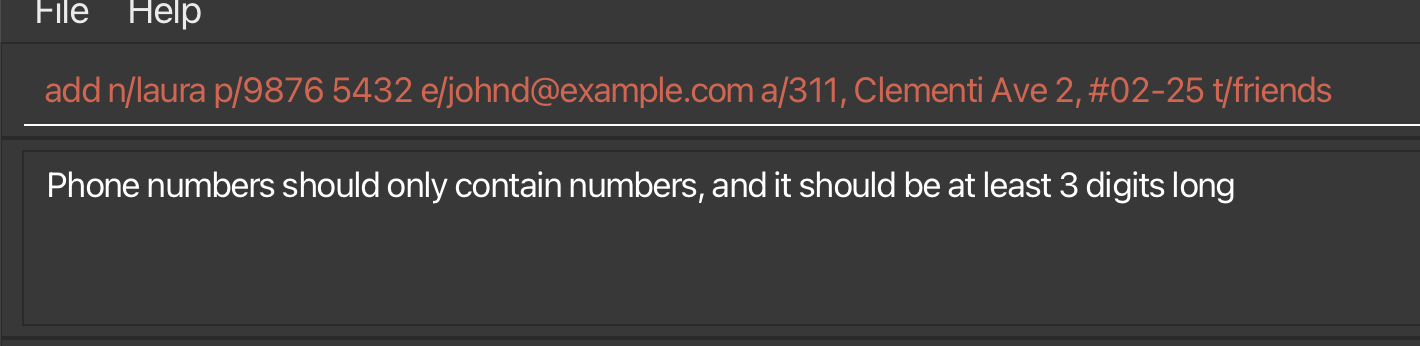 File Help
add n/laura p/9876 5432 e/johnd@example.com a/311, Clementi Ave 2, #02-25 t/friends
Phone numbers should only contain numbers, and it should be at least 3 digits long